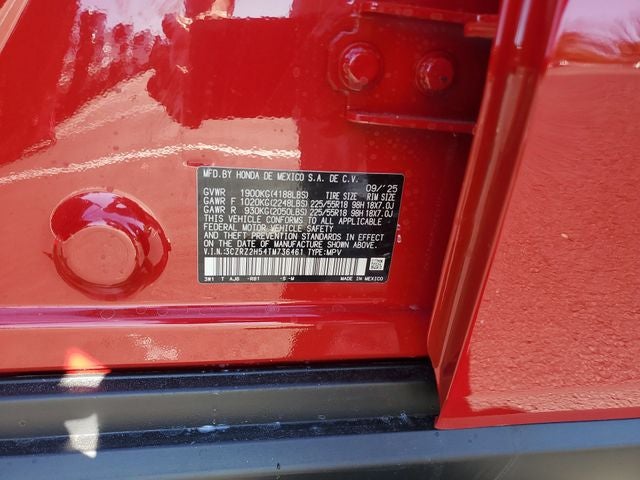 MFD.BY HONDA DE MEXICO S.A. DE C.V.
09/'25
GVWR 1900KG(4188LBS) TIRE SIZE RIM SIZE
GAWR F 1020KG(2248LBS) 225/55R18 98H 18X7.0J
GAWR R 930KG(2050LBS) 225/55R18 98H 18X7.0J
THIS VEHICLE CONFORMS TO ALL APPLICABLE
FEDERAL MOTOR VEHICLE SAFETY
AND THEFT PREVENTION STANDARDS IN EFFECT
ON THE DATE OF MANUFACTURE SHOWN ABOVE.
V.I.N.:3CZRZ2H54TM736461 TYPE:MPV
3W1 T AJ6 -R81 -B -M MADE IN MEXICO